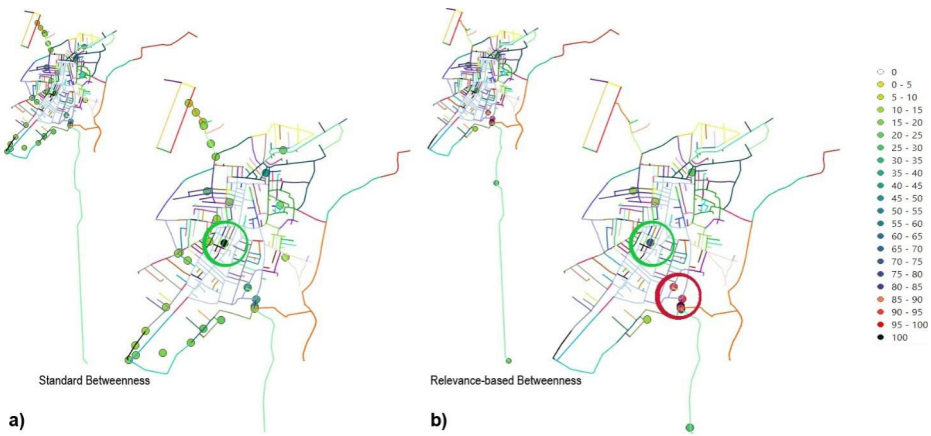 0
0 - 5
5 - 10
10 - 15
15 - 20
20 - 25
25 - 30
30 - 35
35 - 40
40 - 45
45 - 50
50 - 55
55 - 60
60 - 65
65 - 70
70 - 75
75 - 80
80 - 85
85 - 90
90 - 95
95 - 100
100
Standard Betweenness
Relevance-based Betweenness
a)
b)